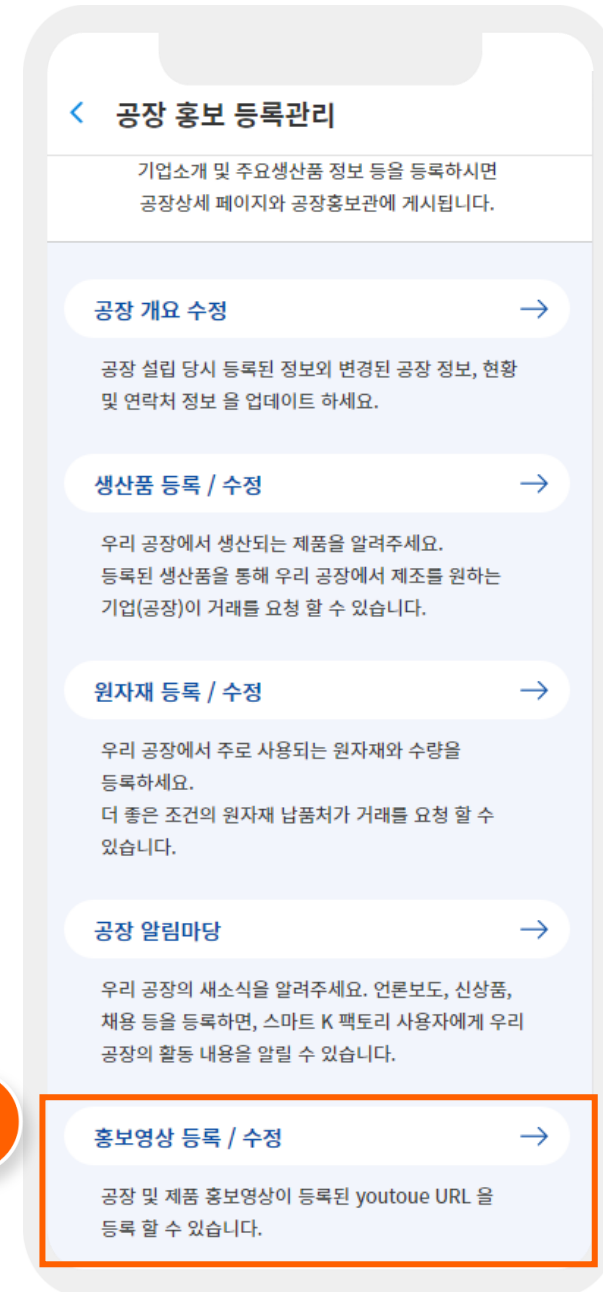 공장 홍보 등록관리
기업소개 및 주요생산품 정보 등을 등록하시면
공장상세 페이지와 공장홍보관에 게시됩니다.
공장 개요 수정
공장 설립 당시 등록된 정보외 변경된 공장 정보, 현황
및 연락처 정보 을 업데이트 하세요.
생산품 등록 / 수정
우리 공장에서 생산되는 제품을 알려주세요.
등록된 생산품을 통해 우리 공장에서 제조를 원하는
기업(공장)이 거래를 요청 할 수 있습니다.
원자재 등록 / 수정
우리 공장에서 주로 사용되는 원자재와 수량을
등록하세요.
더 좋은 조건의 원자재 납품처가 거래를 요청 할 수
있습니다.
공장 알림마당
우리 공장의 새소식을 알려주세요. 언론보도, 신상품,
채용 등을 등록하면, 스마트 K 팩토리 사용자에게 우리
공장의 활동 내용을 알릴 수 있습니다.
홍보영상 등록 / 수정
공장 및 제품 홍보영상이 등록된 youtoue URL 을
등록 할 수 있습니다.